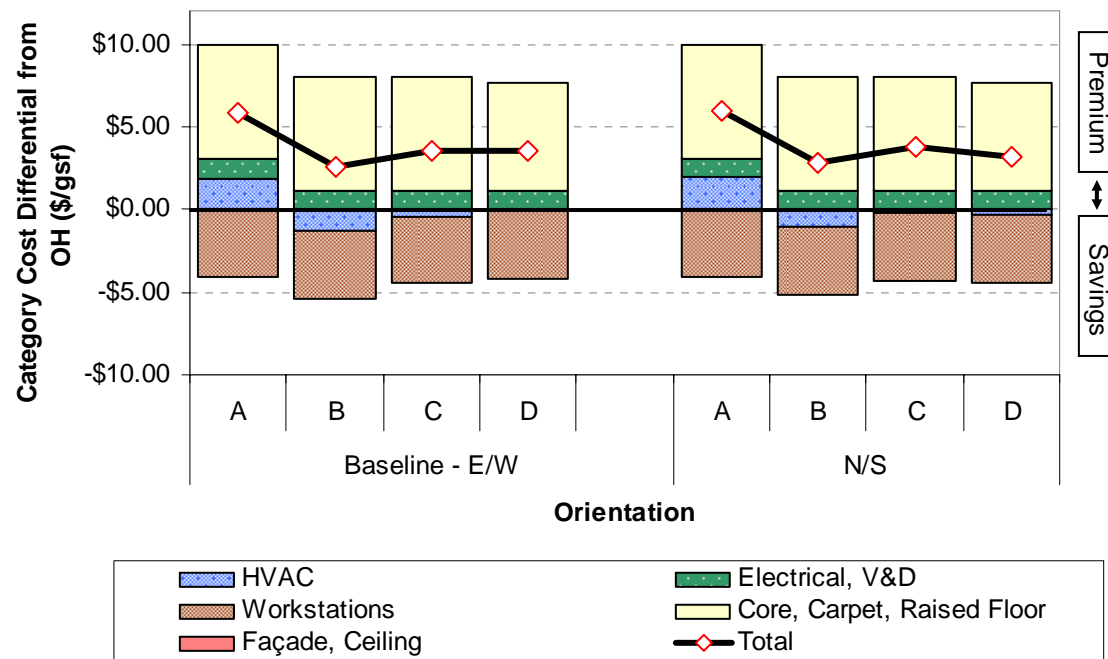 Category Cost Differential from
OH ($/gsf)
$10.00
$5.00
$0.00
-$5.00
-$10.00
Premium
Savings
A B C D A B C D
Baseline - E/W N/S
Orientation
HVAC Electrical, V&D
Workstations Core, Carpet, Raised Floor
Façade, Ceiling Total